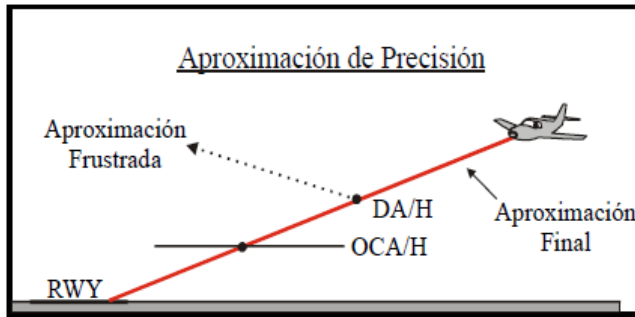 Aproximación de Precisión
Aproximación
Frustrada
DA/H
Aproximación
Final
OCA/H
RWY